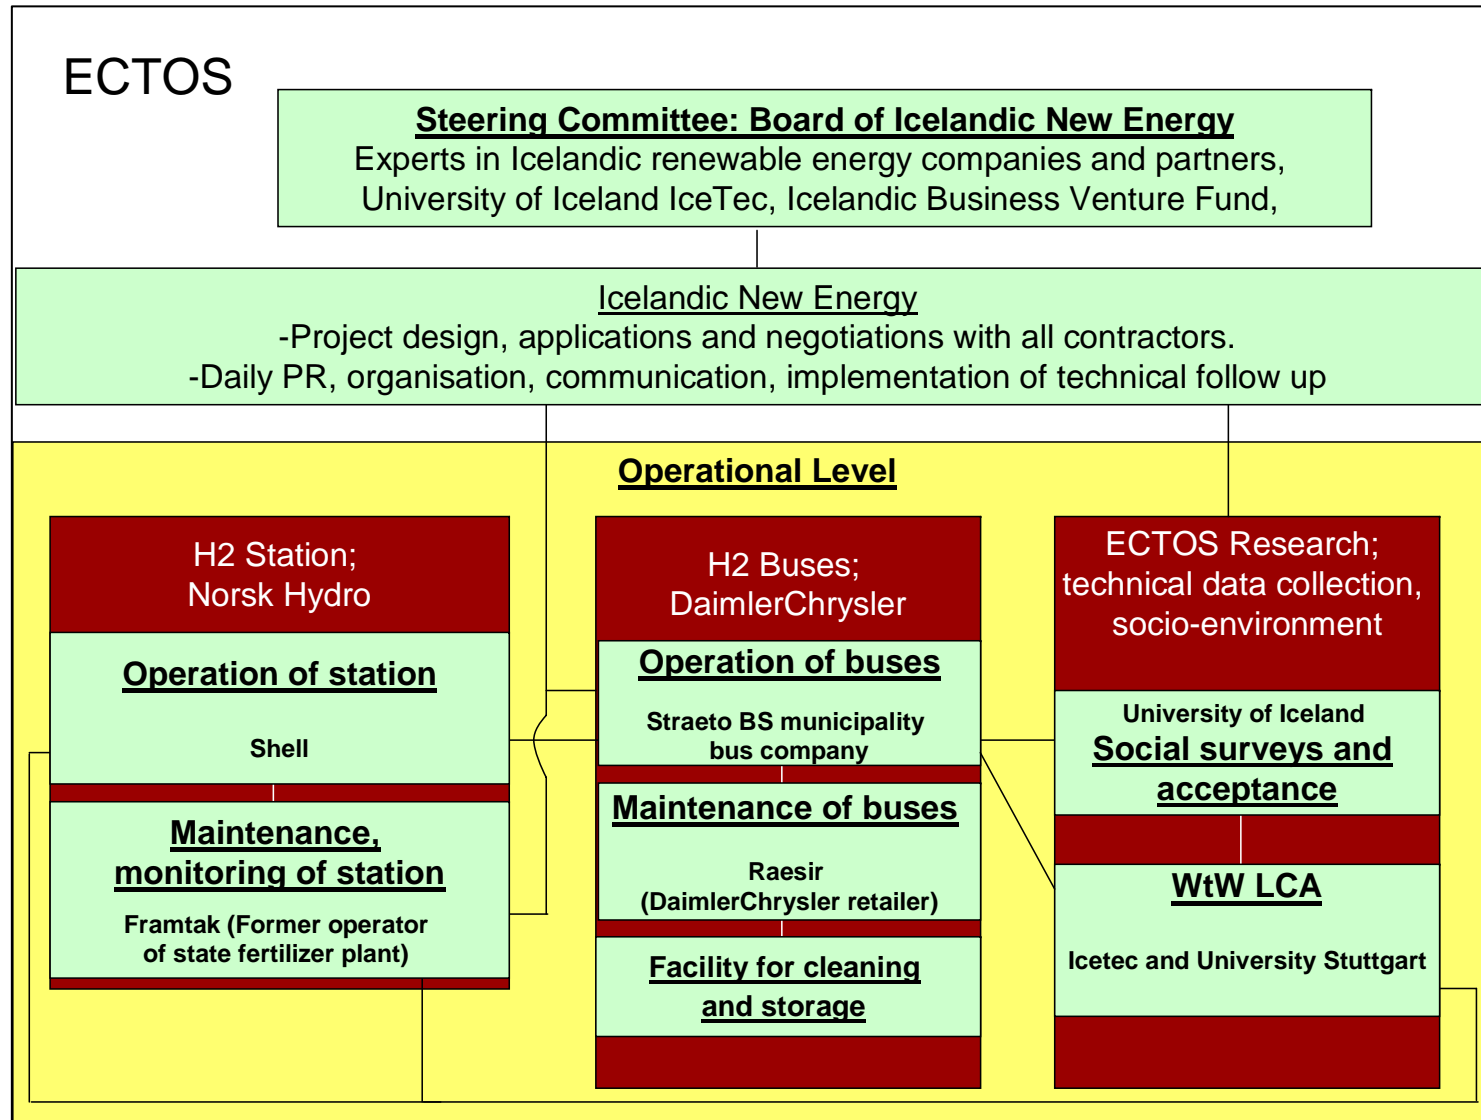 ECTOS
Steering Committee: Board of Icelandic New Energy
Experts in Icelandic renewable energy companies and partners,
University of Iceland IceTec, Icelandic Business Venture Fund,
Icelandic New Energy
-Project design, applications and negotiations with all contractors.
-Daily PR, organisation, communication, implementation of technical follow up
Operational Level
H2 Station;
Norsk Hydro
Operation of station
Shell
Maintenance,
monitoring of station
Framtak (Former operator
of state fertilizer plant)
H2 Buses;
DaimlerChrysler
Operation of buses
Straeto BS municipality
bus company
Maintenance of buses
Raesir
(DaimlerChrysler retailer)
Facility for cleaning
and storage
ECTOS Research;
technical data collection,
socio-environment
University of Iceland
Social surveys and
acceptance
WtW LCA
Icetec and University Stuttgart